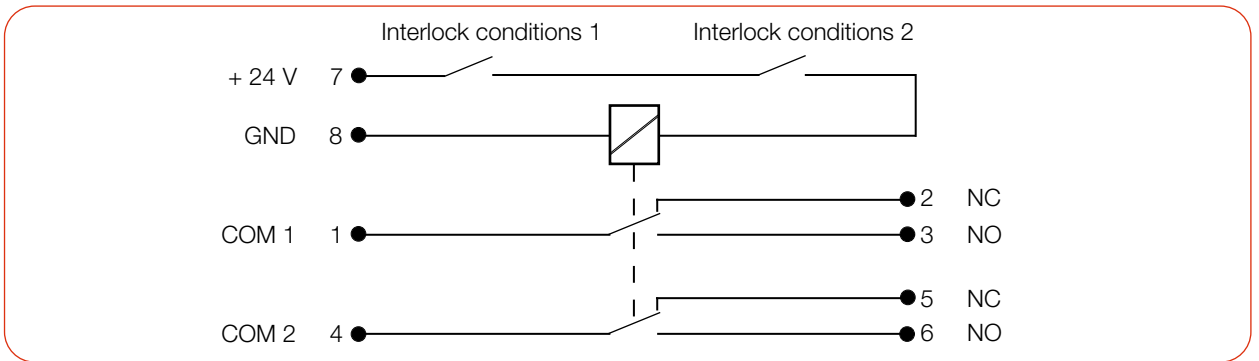 Interlock conditions 1 Interlock conditions 2
+ 24 V 7
GND 8
2 NC
COM 1 1 3 NO
5 NC
COM 2 4 6 NO